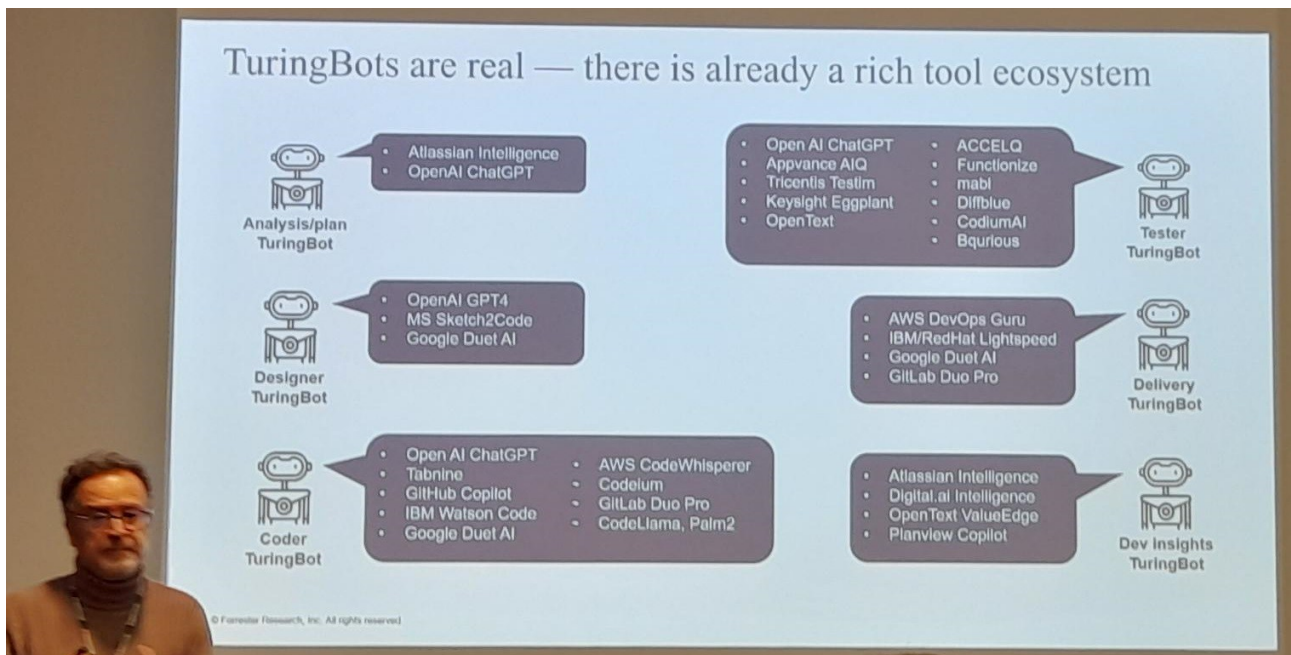 TuringBots are real — there is already a rich tool ecosystem
• Atlassian Intelligence
• OpenAI ChatGPT
Analysis/plan
TuringBot
• OpenAI GPT4
• MS Sketch2Code
• Google Duet AI
Designer
TuringBot
• Open AI ChatGPT
• Tabnine
• GitHub Copilot
• IBM Watson Code
• Google Duet AI
• AWS CodeWhisperer
• Codeium
• GitLab Duo Pro
• CodeLlama, Palm2
Coder
TuringBot
• Open AI ChatGPT
• Appvance AIQ
• Tricentis Testim
• Keysight Eggplant
• OpenText
• ACCELQ
• Functionize
• mabl
• Diffblue
• CodiumAI
• Bqurious
Tester
TuringBot
• AWS DevOps Guru
• IBM/RedHat Lightspeed
• Google Duet AI
• GitLab Duo Pro
Delivery
TuringBot
• Atlassian Intelligence
• Digital.ai Intelligence
• OpenText ValueEdge
• Planview Copilot
Dev insights
TuringBot
© Forrester Research, Inc. All rights reserved.